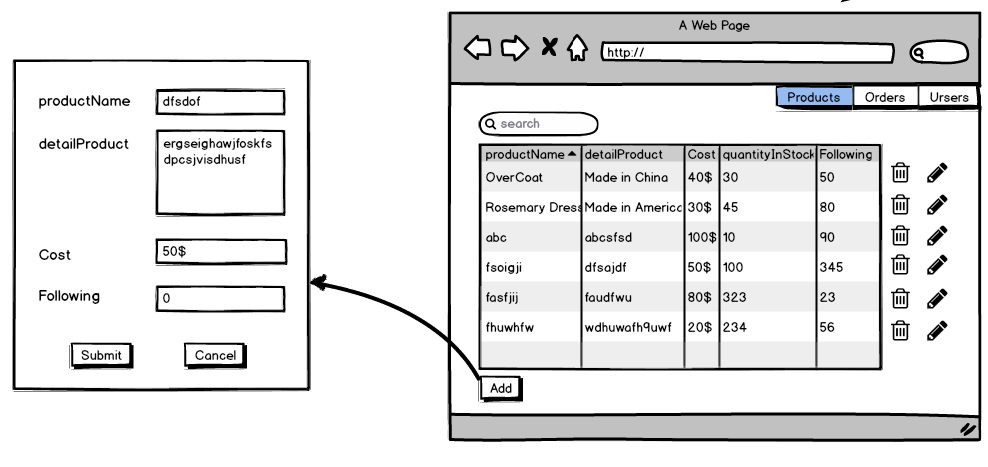 productName
dfsdof
detailProduct
ergseighawjfoskfs
dpcsjvisdhusf
Cost
50$
Following
0
Submit Cancel
A Web Page
http://
Products Orders Ursers
search
productName detailProduct Cost quantityInStock Following
OverCoat Made in China 40$ 30 50
Rosemary Dress Made in America 30$ 45 80
abc abcsfsd 100$ 10 90
fsoigji dfsajdf 50$ 100 345
fasfjij faudfwu 80$ 323 23
fhuwhfw wdhuwafh9uwf 20$ 234 56
Add